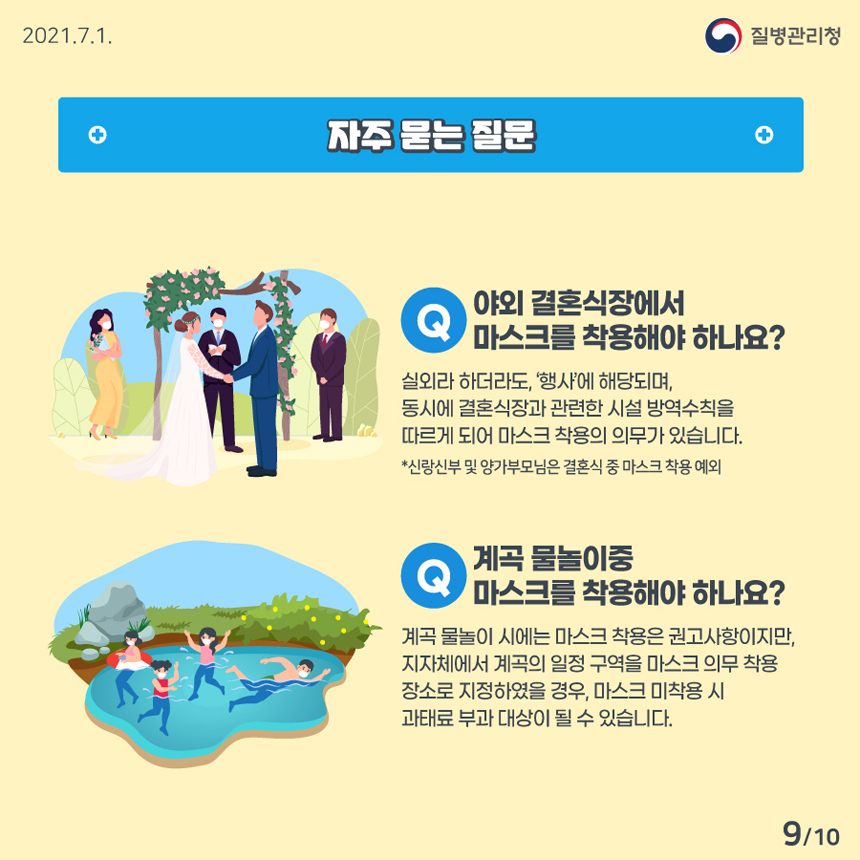 2021.7.1.
질병관리청
자주 묻는 질문
Q
야외 결혼식장에서
마스크를 착용해야 하나요?
실외라 하더라도, ‘행사’에 해당되며,
동시에 결혼식장과 관련한 시설 방역수칙을
따르게 되어 마스크 착용의 의무가 있습니다.
*신랑신부 및 양가부모님은 결혼식 중 마스크 착용 예외
Q
계곡 물놀이중
마스크를 착용해야 하나요?
계곡 물놀이 시에는 마스크 착용은 권고사항이지만,
지자체에서 계곡의 일정 구역을 마스크 의무 착용
장소로 지정하였을 경우, 마스크 미착용 시
과태료 부과 대상이 될 수 있습니다.
9/10